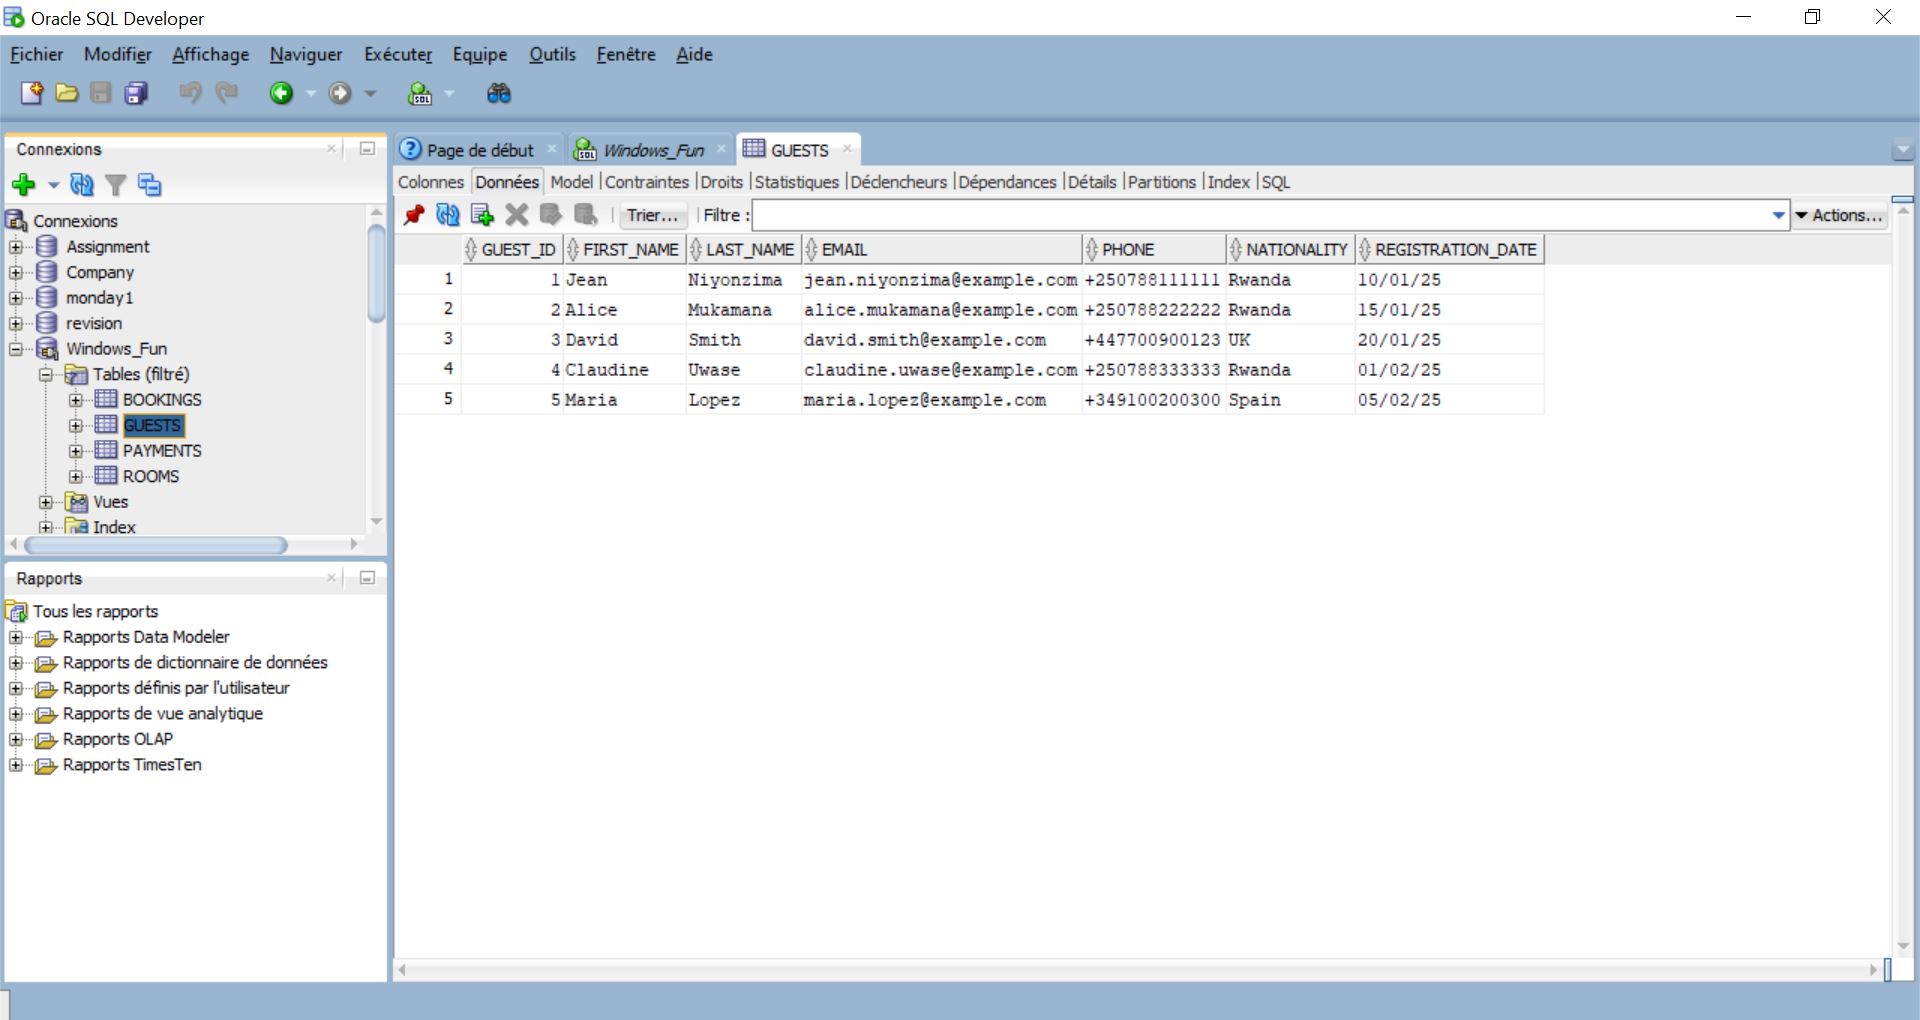 Oracle SQL Developer
Fichier Modifier Affichage Naviguer Exécuter Equipe Outils Fenêtre Aide
Connexions
Connexions
Assignment
Company
monday1
revision
Windows_Fun
Tables (filtré)
BOOKINGS
GUESTS
PAYMENTS
ROOMS
Vues
Index
Rapports
Tous les rapports
Rapports Data Modeler
Rapports de dictionnaire de données
Rapports définis par l'utilisateur
Rapports de vue analytique
Rapports OLAP
Rapports TimesTen
Page de début Windows_Fun GUESTS
Colonnes Données Model Contraintes Droits Statistiques Déclencheurs Dépendances Détails Partitions Index SQL
Trier... Filtre : Actions...
GUEST_ID FIRST_NAME LAST_NAME EMAIL PHONE NATIONALITY REGISTRATION_DATE
1 1 Jean Niyonzima jean.niyonzima@example.com +250788111111 Rwanda 10/01/25
2 2 Alice Mukamana alice.mukamana@example.com +250788222222 Rwanda 15/01/25
3 3 David Smith david.smith@example.com +447700900123 UK 20/01/25
4 4 Claudine Uwase claudine.uwase@example.com +250788333333 Rwanda 01/02/25
5 5 Maria Lopez maria.lopez@example.com +349100200300 Spain 05/02/25